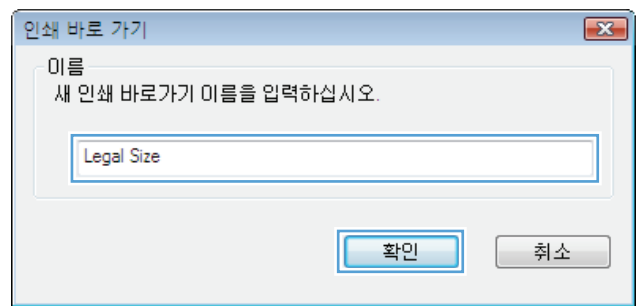 인쇄 바로 가기
이름
새 인쇄 바로가기 이름을 입력하십시오.
Legal Size
확인
취소